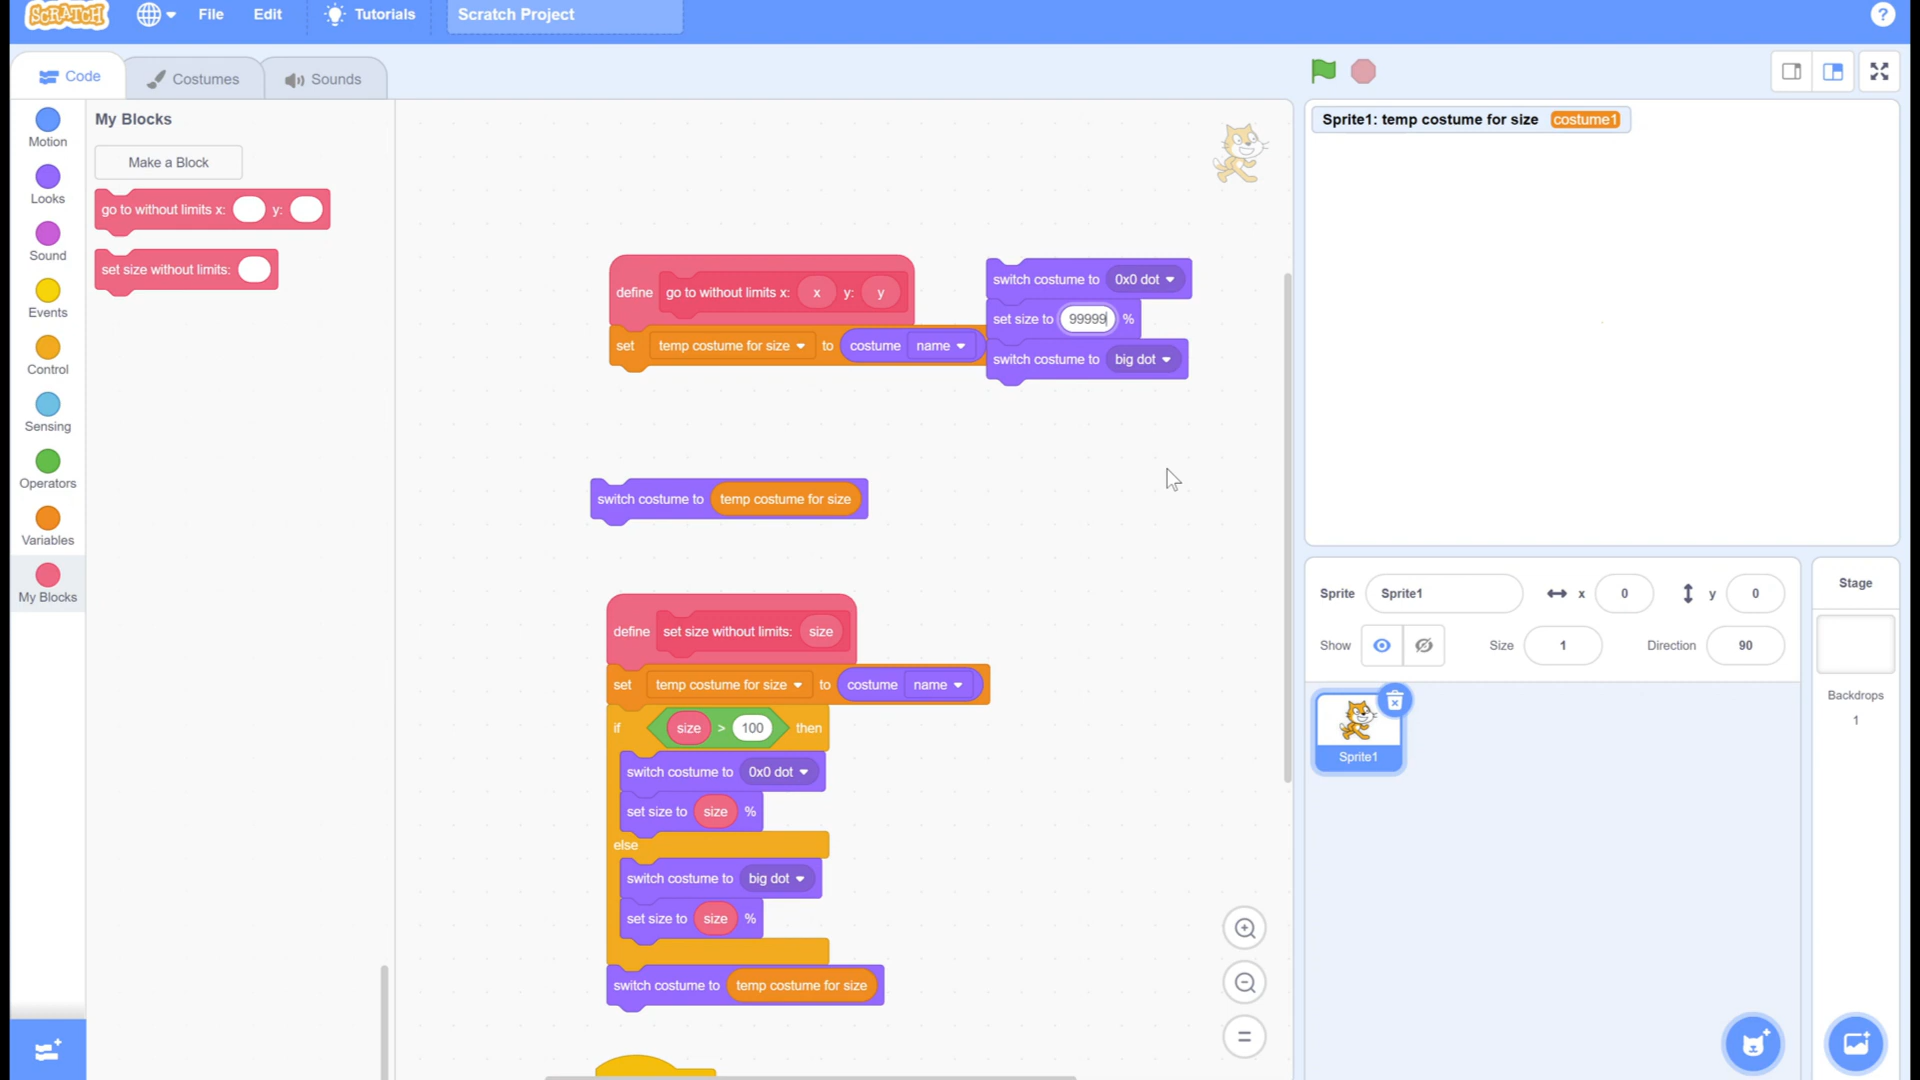 SCRATCH File Edit Tutorials Scratch Project ?
Code Costumes Sounds
Motion
Looks
Sound
Events
Control
Sensing
Operators
Variables
My Blocks
My Blocks
Make a Block
go to without limits x: y:
set size without limits:
define go to without limits x: x y: y
set temp costume for size to costume name
switch costume to 0x0 dot
set size to 99999 %
switch costume to big dot
switch costume to temp costume for size
define set size without limits: size
set temp costume for size to costume name
if size > 100 then
switch costume to 0x0 dot
set size to size %
else
switch costume to big dot
set size to size %
switch costume to temp costume for size
Sprite1: temp costume for size costume1
Sprite Sprite1 x 0 y 0
Show Size 1 Direction 90
Sprite1
Stage
Backdrops
1